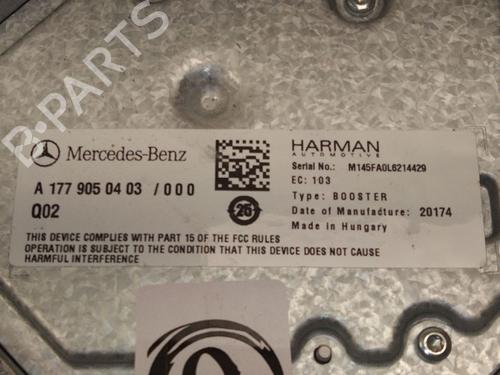 B-PARTS
Mercedes-Benz
A 177 905 04 03 / 000
Q02
25
THIS DEVICE COMPLIES WITH PART 15 OF THE FCC RULES
OPERATION IS SUBJECT TO THE CONDITION THAT THIS DEVICE DOES NOT CAUSE
HARMFUL INTERFERENCE
HARMAN
AUTOMOTIVE
Serial No.: M145FA0L6214429
EC: 103
Type: BOOSTER
Date of Manufacture: 20174
Made in Hungary